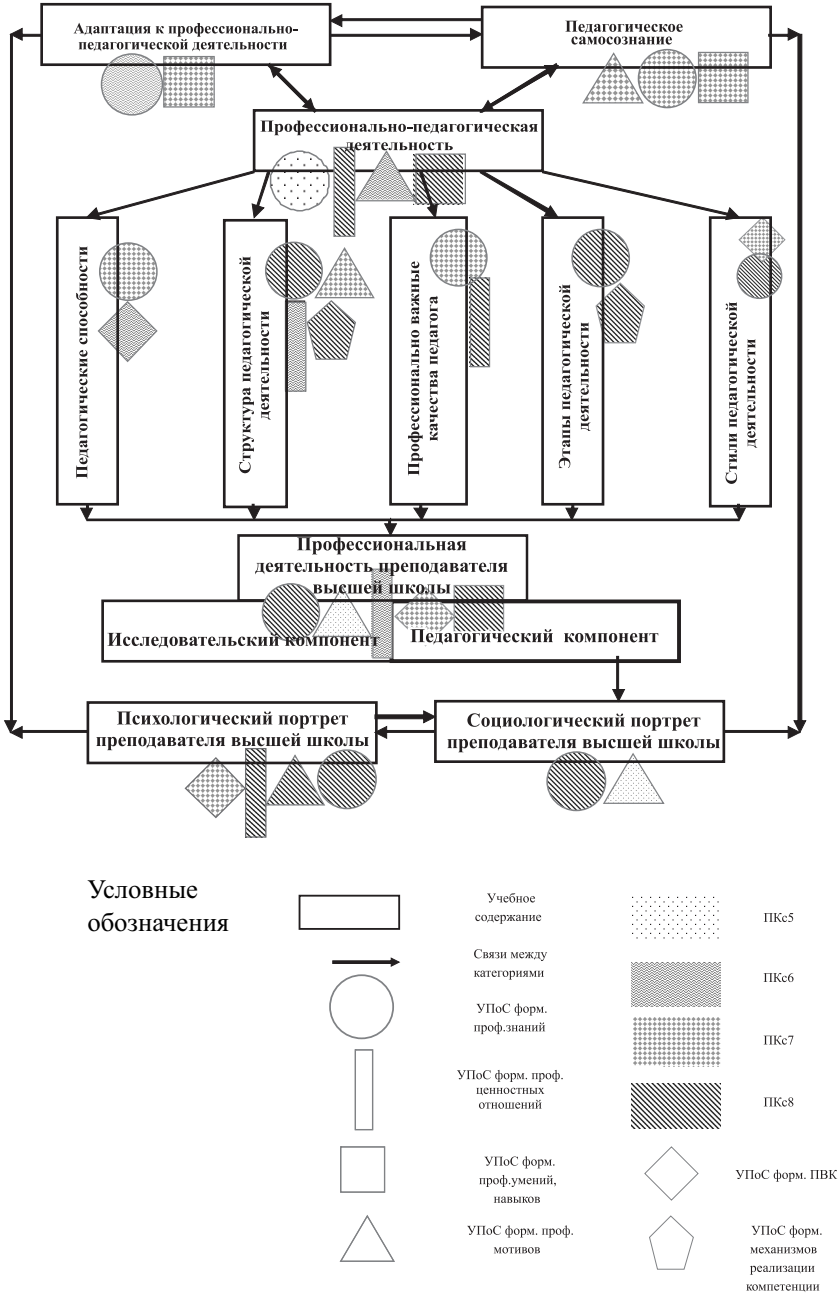 Адаптация к профессионально-
педагогической деятельности
Педагогическое
самосознание
Профессионально-педагогическая
деятельность
Педагогические способности
Структура педагогической
деятельности
Профессионально важные
качества педагога
Этапы педагогической
деятельности
Стили педагогической
деятельности
Профессиональная
деятельность преподавателя
высшей школы
Исследовательский компонент
Педагогический компонент
Психологический портрет
преподавателя высшей школы
Социологический портрет
преподавателя высшей школы
Условные
обозначения
Учебное
содержание
Связи между
категориями
УПоС форм.
проф.знаний
УПоС форм. проф.
ценностных
отношений
УПоС форм.
проф.умений,
навыков
УПоС форм. проф.
мотивов
ПКс5
ПКс6
ПКс7
ПКс8
УПоС форм. ПВК
УПоС форм.
механизмов
реализации
компетенции